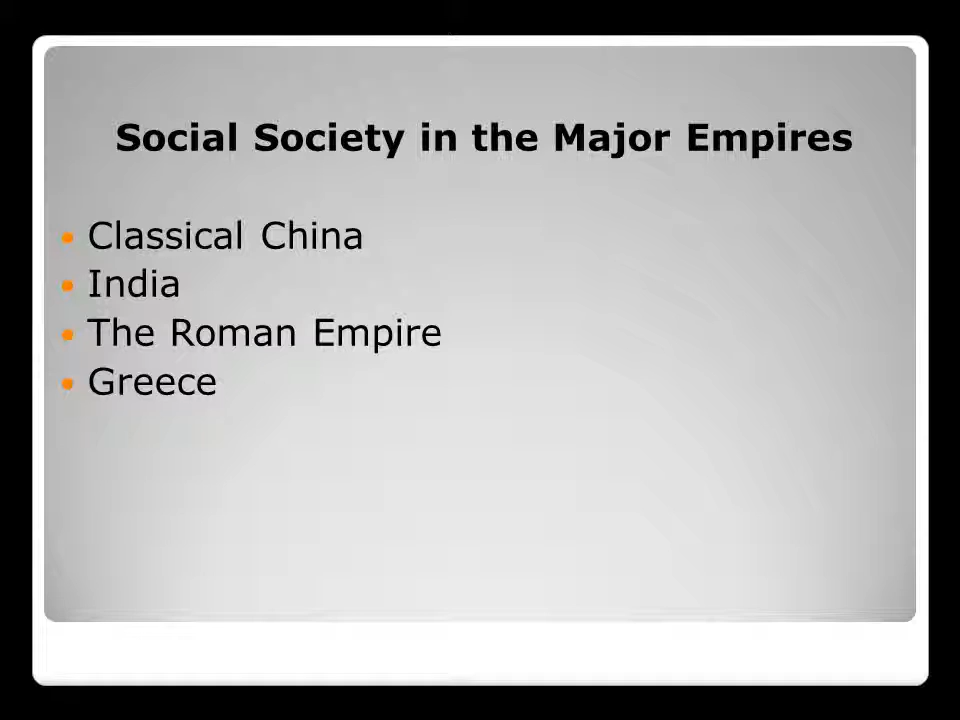 Social Society in the Major Empires
Classical China
India
The Roman Empire
Greece